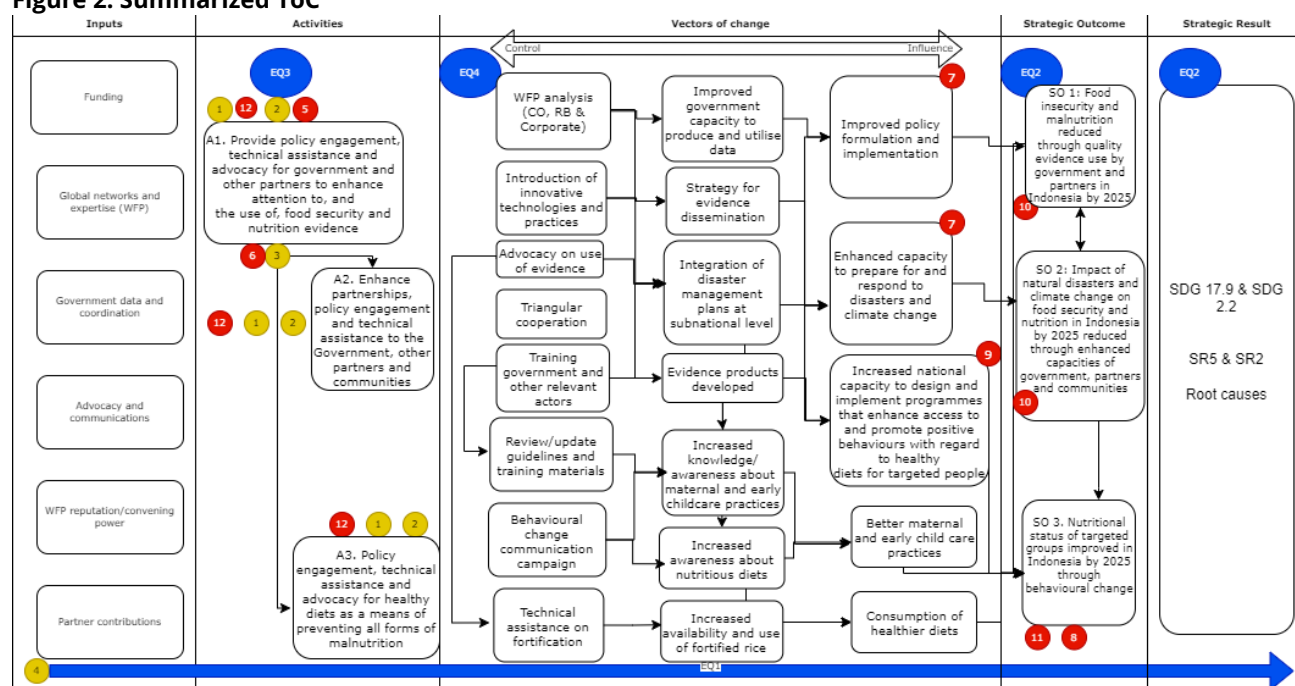 Figure 2. Summarized ToC
Inputs
Activities
Vectors of change
Strategic Outcome
Strategic Result
Control
Influence
Funding
Global networks and
expertise (WFP)
Government data and
coordination
Advocacy and
communications
WFP reputation/convening
power
Partner contributions
4
EQ3
1
12
2
5
A1. Provide policy engagement,
technical assistance and
advocacy for government and
other partners to enhance
attention to, and
the use of, food security and
nutrition evidence
6
3
12
1
2
A2. Enhance
partnerships,
policy engagement
and technical
assistance to the
Government, other
partners and
communities
12
1
2
A3. Policy
engagement, technical
assistance and
advocacy for healthy
diets as a means of
preventing all forms of
malnutrition
EQ4
WFP analysis
(CO, RB &
Corporate)
Introduction of
innovative
technologies and
practices
Advocacy on use
of evidence
Triangular
cooperation
Training
government and
other relevant
actors
Review/update
guidelines and
training materials
Behavioural
change
communication
campaign
Technical
assistance on
fortification
Improved
government
capacity to
produce and utilise
data
Strategy for
evidence
dissemination
Integration of
disaster
management
plans at
subnational level
Evidence products
developed
Increased
knowledge/
awareness about
maternal and early
childcare practices
Increased
awareness about
nutritious diets
Increased
availability and use
of fortified rice
EQ1
7
Improved policy
formulation and
implementation
7
Enhanced capacity
to prepare for and
respond to
disasters and
climate change
9
Increased national
capacity to design and
implement programmes
that enhance access to
and promote positive
behaviours with regard
to healthy
diets for targeted people
Better maternal
and early child care
practices
Consumption of
healthier diets
EQ2
SO 1: Food
insecurity and
malnutrition
reduced
through quality
evidence use by
government and
partners in
Indonesia by 2025
10
SO 2: Impact of
natural disasters and
climate change on
food security and
nutrition in Indonesia
by 2025 reduced
through enhanced
capacities of
government, partners
and communities
10
SO 3. Nutritional
status of targeted
groups improved in
Indonesia by 2025
through
behavioural change
11
8
EQ2
SDG 17.9 & SDG
2.2
SR5 & SR2
Root causes